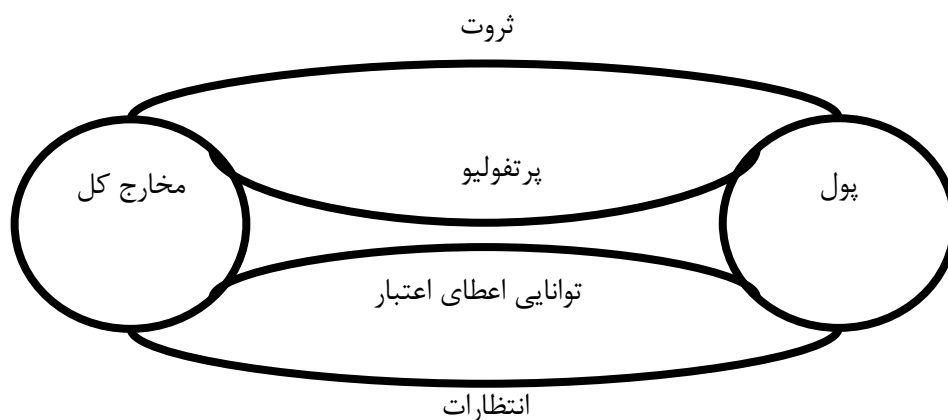 ثروت
پرتفولیو
پول
مخارج کل
توانایی اعطای اعتبار
انتظارات